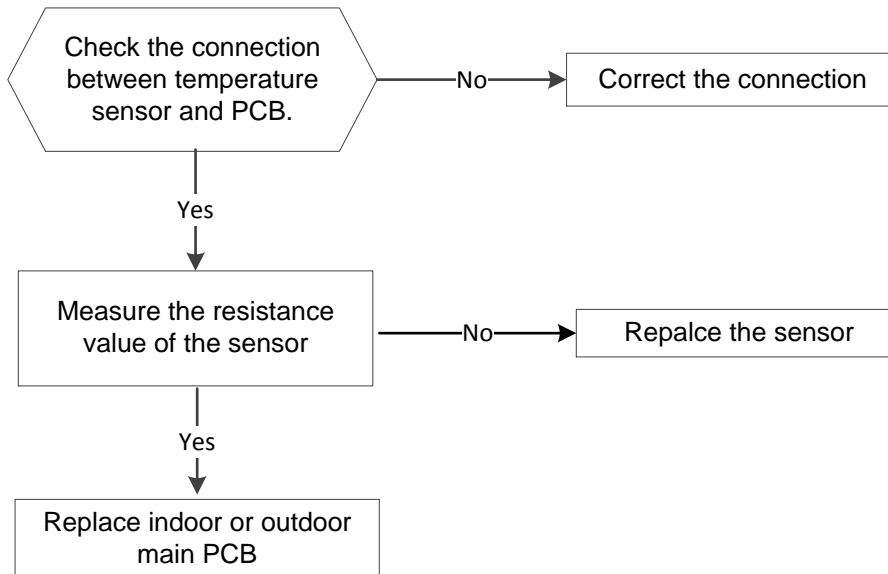 Check the connection
between temperature
sensor and PCB.
No
Correct the connection
Yes
Measure the resistance
value of the sensor
No
Repalce the sensor
Yes
Replace indoor or outdoor
main PCB